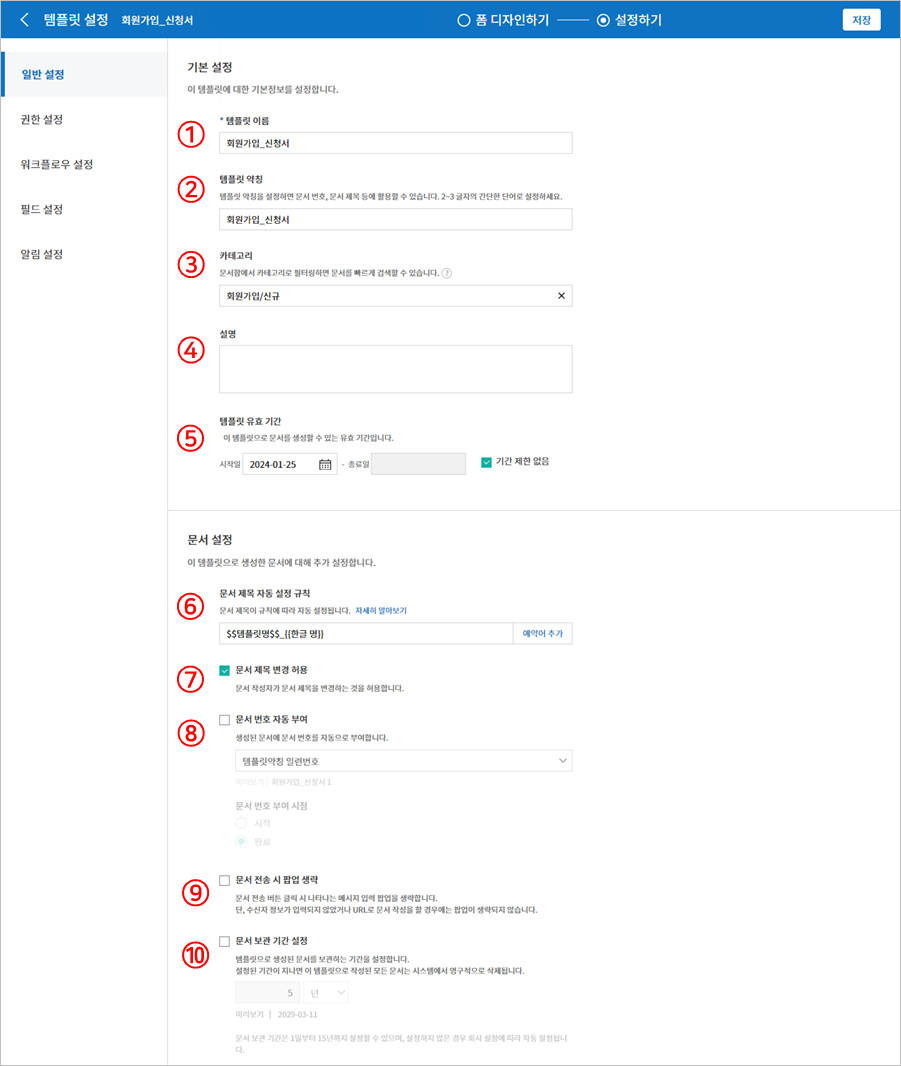 템플릿 설정 회원가입_신청서 폼 디자인하기 설정하기 저장
일반 설정
권한 설정
워크플로우 설정
필드 설정
알림 설정
기본 설정
이 템플릿에 대한 기본정보를 설정합니다.
① * 템플릿 이름
회원가입_신청서
② 템플릿 약칭
템플릿 약칭을 설정하면 문서 번호, 문서 제목 등에 활용할 수 있습니다. 2~3 글자의 간단한 단어로 설정하세요.
회원가입_신청서
③ 카테고리
문서함에서 카테고리로 필터링하면 문서를 빠르게 검색할 수 있습니다. ?
회원가입/신규
④ 설명
⑤ 템플릿 유효 기간
이 템플릿으로 문서를 생성할 수 있는 유효 기간입니다.
시작일 2024-01-25 - 종료일 기간 제한 없음
문서 설정
이 템플릿으로 생성한 문서에 대해 추가 설정합니다.
⑥ 문서 제목 자동 설정 규칙
문서 제목이 규칙에 따라 자동 설정됩니다. 자세히 알아보기
$$템플릿명$$_{{한글 명}} 예약어 추가
⑦ 문서 제목 변경 허용
문서 작성자가 문서 제목을 변경하는 것을 허용합니다.
⑧ 문서 번호 자동 부여
생성된 문서에 문서 번호를 자동으로 부여합니다.
템플릿약칭 일련번호
미리보기 | 회원가입_신청서 1
문서 번호 부여 시점
시작
완료
⑨ 문서 전송 시 팝업 생략
문서 전송 버튼 클릭 시 나타나는 메시지 입력 팝업을 생략합니다.
단, 수신자 정보가 입력되지 않았거나 URL로 문서 작성을 할 경우에는 팝업이 생략되지 않습니다.
⑩ 문서 보관 기간 설정
템플릿으로 생성된 문서를 보관하는 기간을 설정합니다.
설정된 기간이 지나면 이 템플릿으로 작성된 모든 문서는 시스템에서 영구적으로 삭제됩니다.
5 년
미리보기 | 2029-03-11
문서 보관 기간은 1일부터 15년까지 설정할 수 있으며, 설정하지 않은 경우 회사 설정에 따라 자동 설정됩니
다.